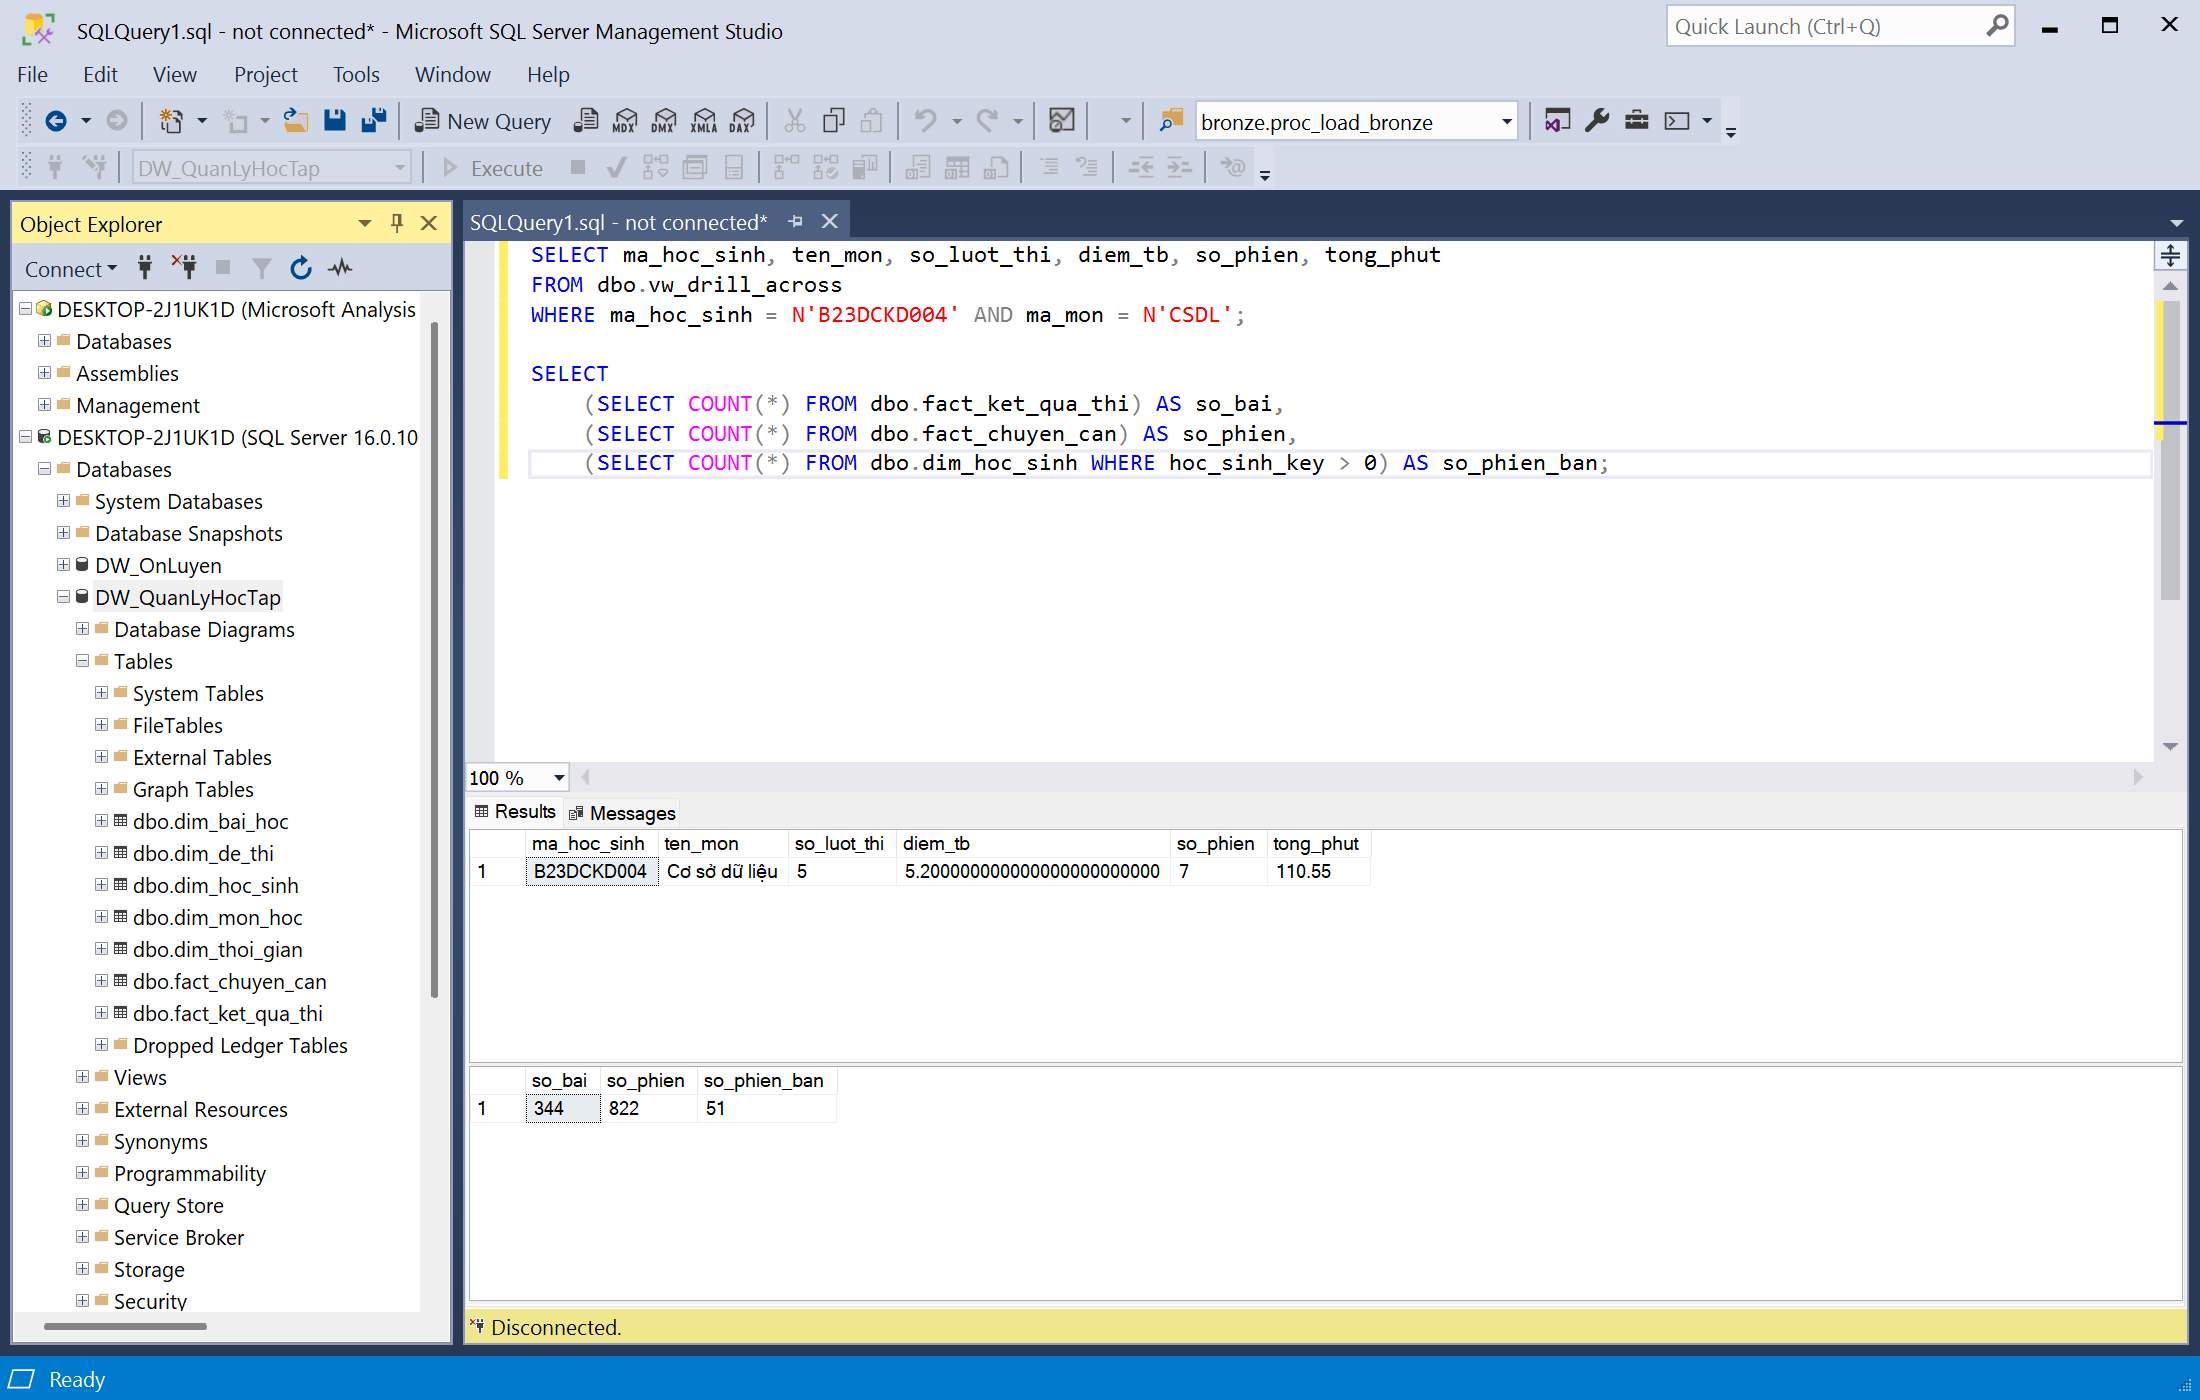 SQLQuery1.sql - not connected* - Microsoft SQL Server Management Studio
Quick Launch (Ctrl+Q)
File Edit View Project Tools Window Help
New Query MDX DMX XMLA DAX bronze.proc_load_bronze
DW_QuanLyHocTap Execute
Object Explorer
Connect
DESKTOP-2J1UK1D (Microsoft Analysis
Databases
Assemblies
Management
DESKTOP-2J1UK1D (SQL Server 16.0.10
Databases
System Databases
Database Snapshots
DW_OnLuyen
DW_QuanLyHocTap
Database Diagrams
Tables
System Tables
FileTables
External Tables
Graph Tables
dbo.dim_bai_hoc
dbo.dim_de_thi
dbo.dim_hoc_sinh
dbo.dim_mon_hoc
dbo.dim_thoi_gian
dbo.fact_chuyen_can
dbo.fact_ket_qua_thi
Dropped Ledger Tables
Views
External Resources
Synonyms
Programmability
Query Store
Service Broker
Storage
Security
SQLQuery1.sql - not connected*
SELECT ma_hoc_sinh, ten_mon, so_luot_thi, diem_tb, so_phien, tong_phut
FROM dbo.vw_drill_across
WHERE ma_hoc_sinh = N'B23DCKD004' AND ma_mon = N'CSDL';
SELECT
(SELECT COUNT(*) FROM dbo.fact_ket_qua_thi) AS so_bai,
(SELECT COUNT(*) FROM dbo.fact_chuyen_can) AS so_phien,
(SELECT COUNT(*) FROM dbo.dim_hoc_sinh WHERE hoc_sinh_key > 0) AS so_phien_ban;
100 %
Results Messages
ma_hoc_sinh ten_mon so_luot_thi diem_tb so_phien tong_phut
1 B23DCKD004 Cơ sở dữ liệu 5 5.200000000000000000000000 7 110.55
so_bai so_phien so_phien_ban
1 344 822 51
Disconnected.
Ready